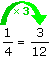 × 3
1/4 = 3/12